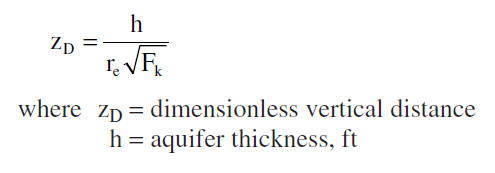 z_D = h / (r_e √F_k)
where z_D = dimensionless vertical distance
h = aquifer thickness, ft